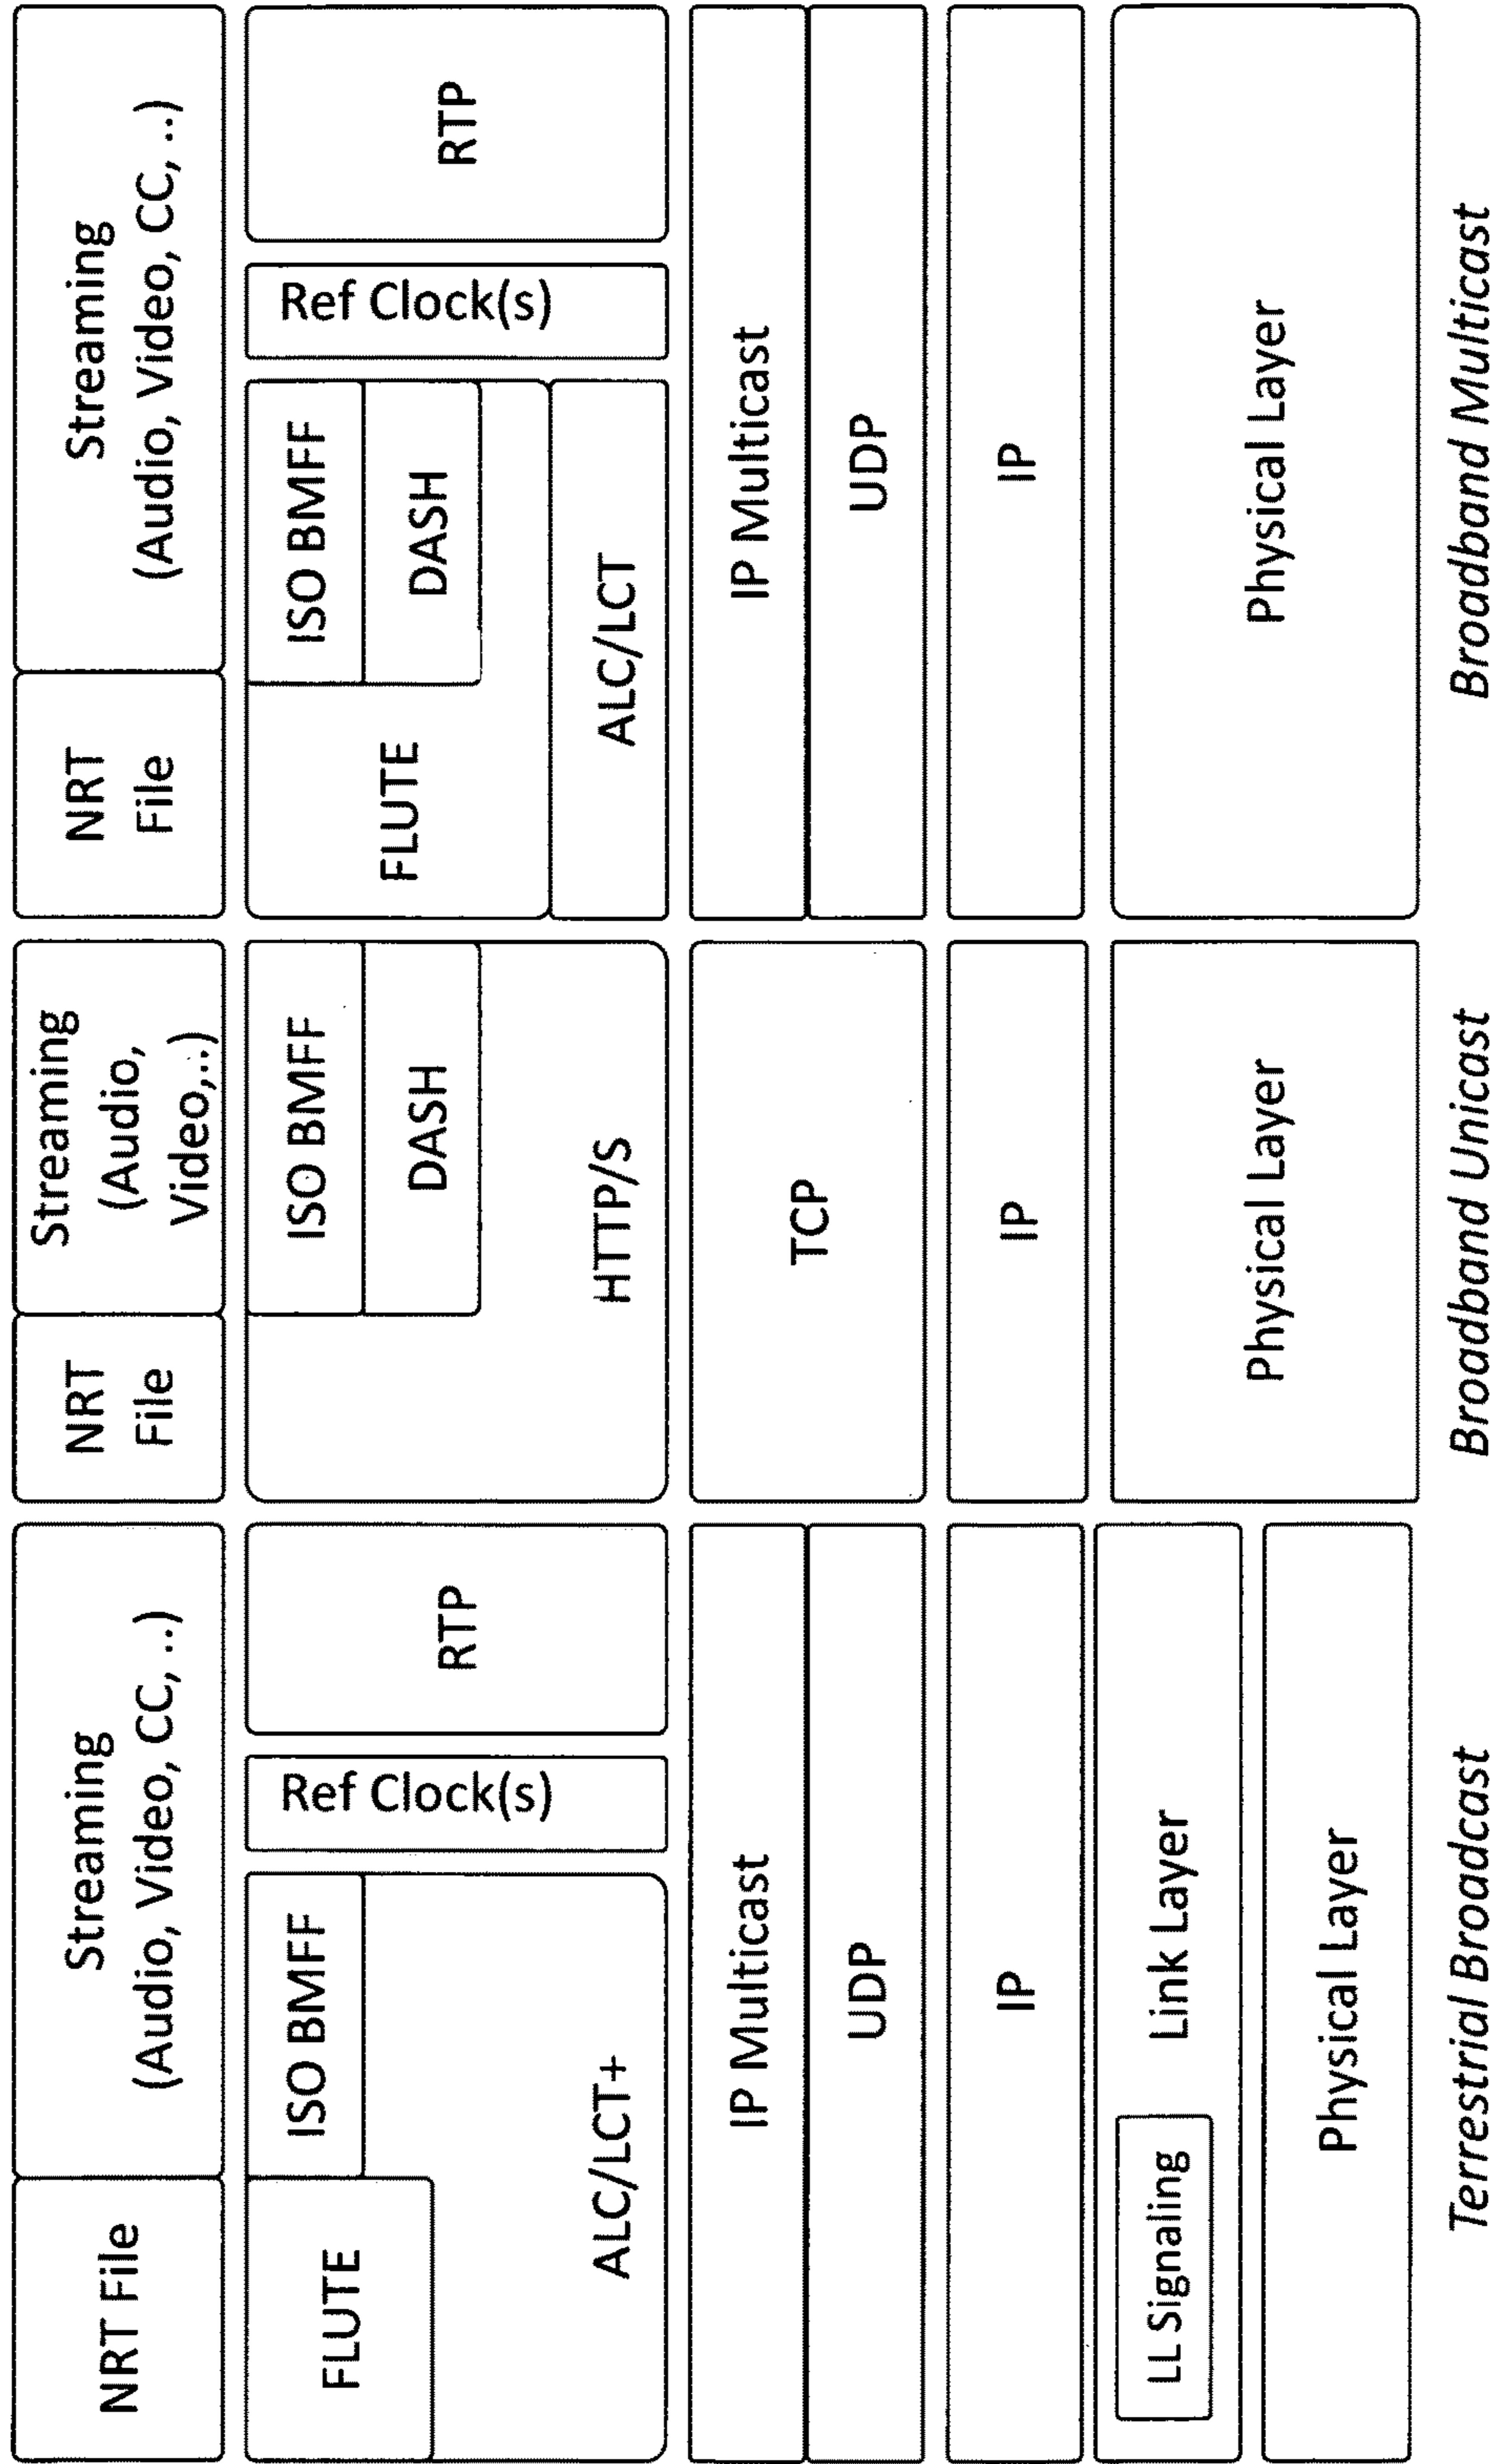 NRT File
Streaming
(Audio, Video, CC, ..)
FLUTE
ISO BMFF
ALC/LCT+
Ref Clock(s)
RTP
IP Multicast
UDP
IP
LL Signaling
Link Layer
Physical Layer
Terrestrial Broadcast
NRT
File
Streaming
(Audio,
Video,..)
ISO BMFF
DASH
HTTP/S
TCP
IP
Physical Layer
Broadband Unicast
NRT
File
Streaming
(Audio, Video, CC, ..)
FLUTE
ISO BMFF
DASH
ALC/LCT
Ref Clock(s)
RTP
IP Multicast
UDP
IP
Physical Layer
Broadband Multicast